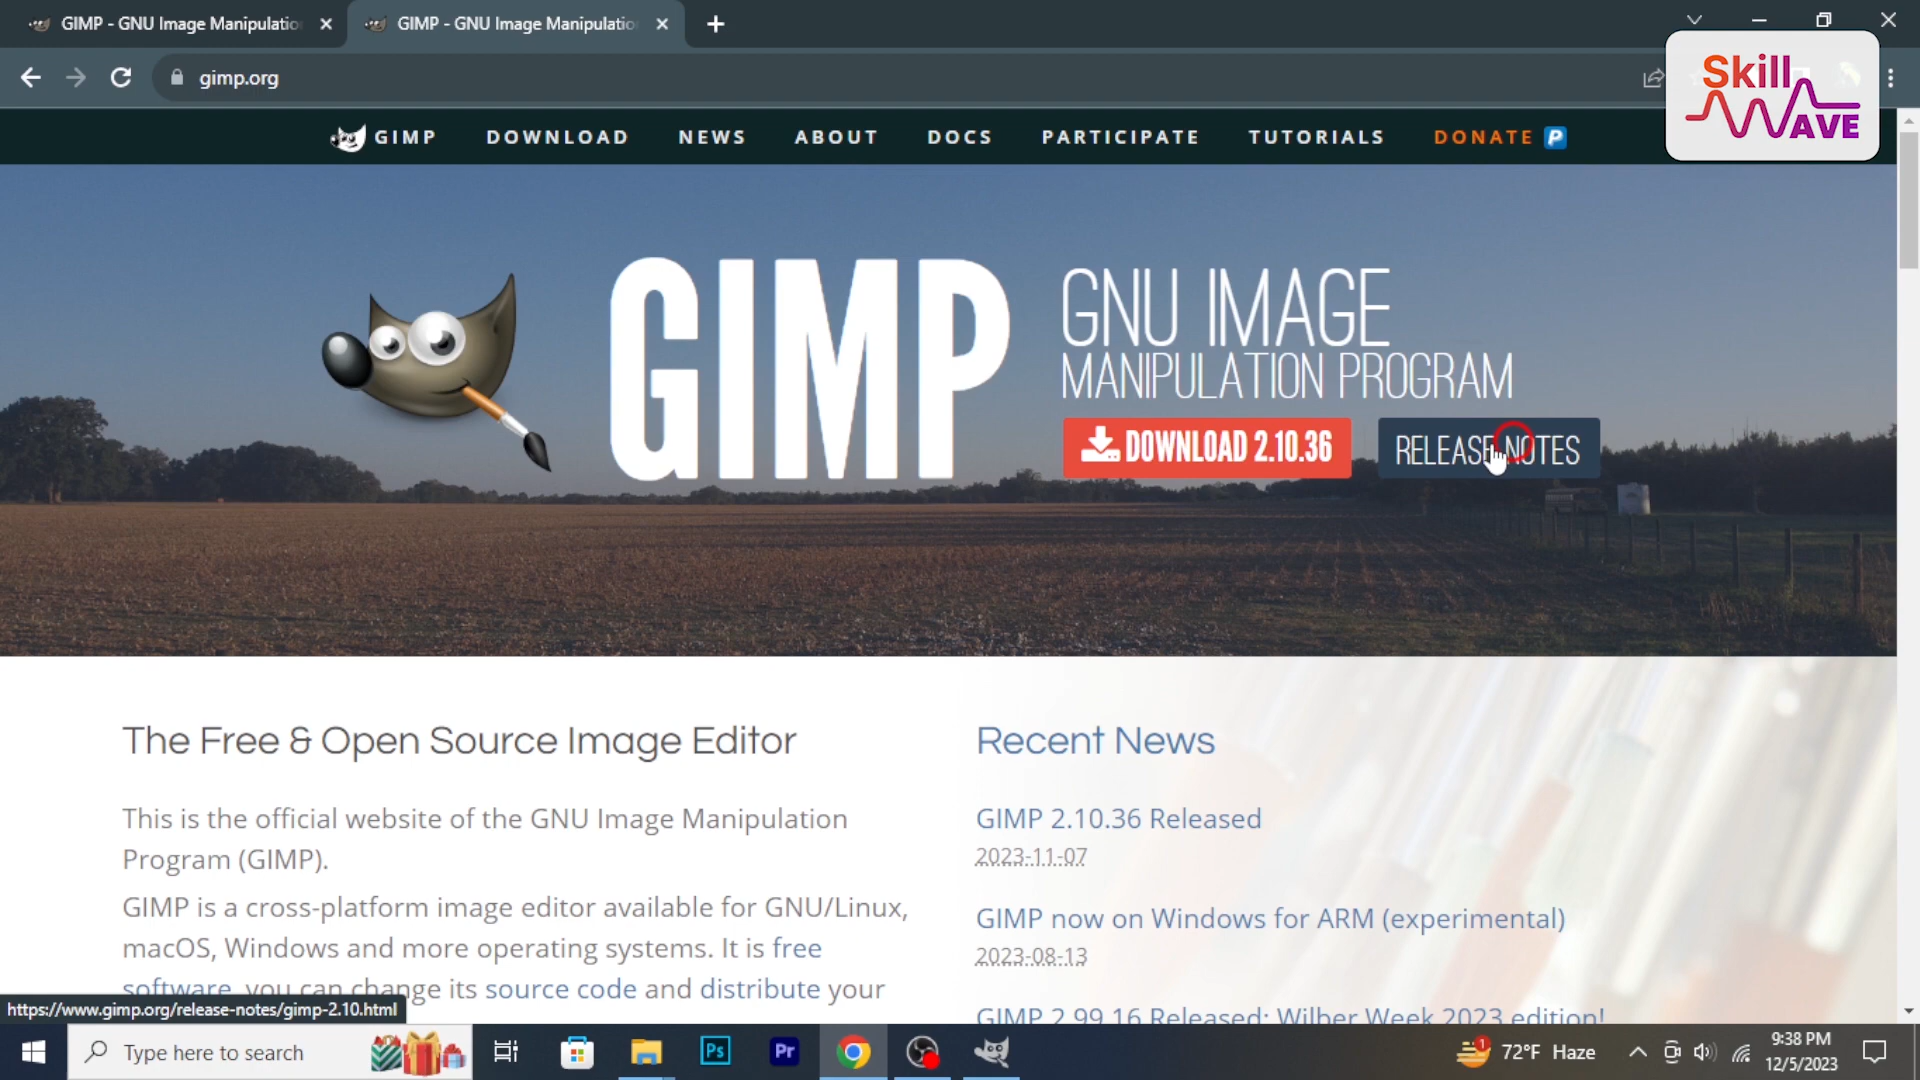 GIMP - GNU Image Manipulatio
GIMP - GNU Image Manipulatio
gimp.org
Skill
WAVE
GIMP DOWNLOAD NEWS ABOUT DOCS PARTICIPATE TUTORIALS DONATE
GIMP
GNU IMAGE
MANIPULATION PROGRAM
DOWNLOAD 2.10.36
RELEASE NOTES
The Free & Open Source Image Editor
This is the official website of the GNU Image Manipulation
Program (GIMP).
GIMP is a cross-platform image editor available for GNU/Linux,
macOS, Windows and more operating systems. It is free
software, you can change its source code and distribute your
Recent News
GIMP 2.10.36 Released
2023-11-07
GIMP now on Windows for ARM (experimental)
2023-08-13
GIMP 2.99.16 Released: Wilber Week 2023 edition!
https://www.gimp.org/release-notes/gimp-2.10.html
Type here to search
Ps
Pr
1
72°F Haze
9:38 PM
12/5/2023